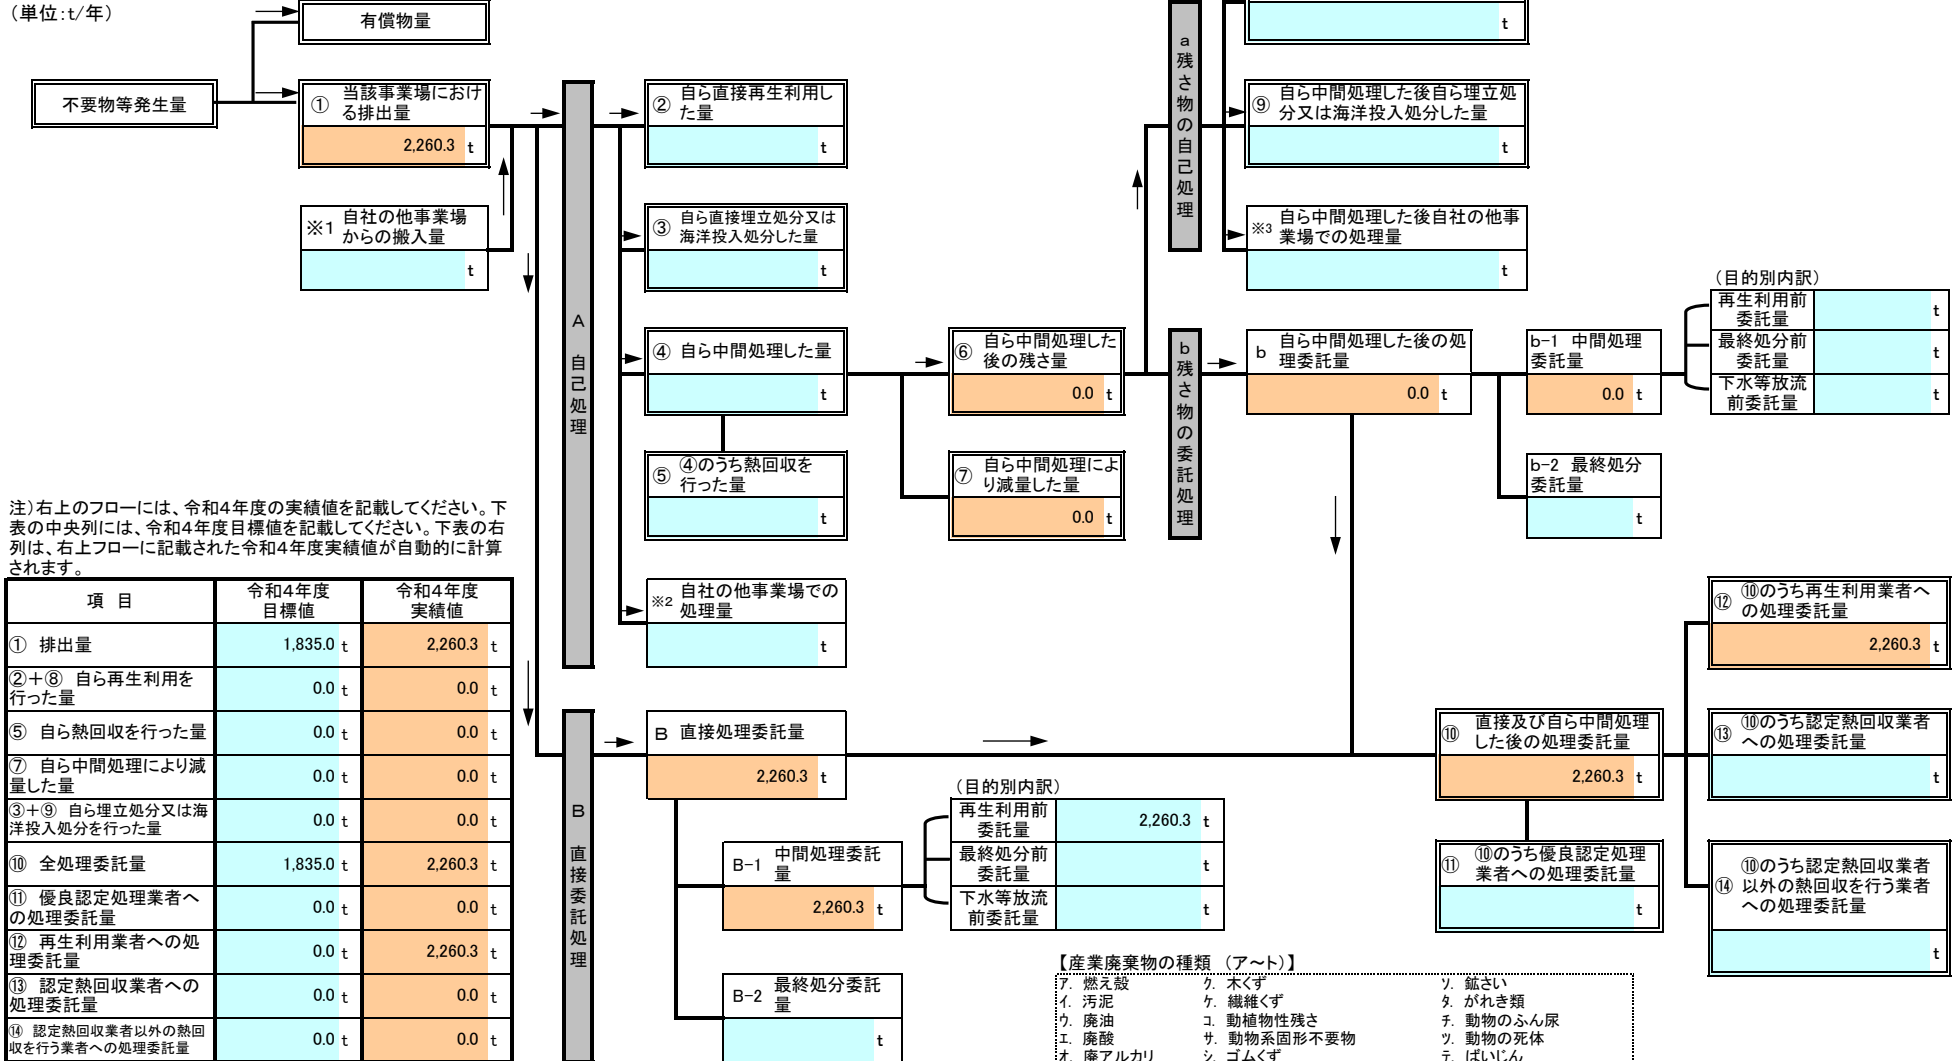 (単位:t/年)
有償物量
不要物等発生量
① 当該事業場におけ
る排出量
2,260.3 t
※1 自社の他事業場
からの搬入量
t
A 自己処理
② 自ら直接再生利用し
た量
t
③ 自ら直接埋立処分又は
海洋投入処分した量
t
④ 自ら中間処理した量
t
⑤ ④のうち熱回収を
行った量
t
※2 自社の他事業場での
処理量
t
⑥ 自ら中間処理した
後の残さ量
0.0 t
⑦ 自ら中間処理によ
り減量した量
0.0 t
a 残さ物の自己処理
t
⑨ 自ら中間処理した後自ら埋立処
分又は海洋投入処分した量
t
※3 自ら中間処理した後自社の他事
業場での処理量
t
b 残さ物の委託処理
b 自ら中間処理した後の処
理委託量
0.0 t
b-1 中間処理
委託量
0.0 t
b-2 最終処分
委託量
t
(目的別内訳)
再生利用前
委託量
t
最終処分前
委託量
t
下水等放流
前委託量
t
注)右上のフローには、令和4年度の実績値を記載してください。下
表の中央列には、令和4年度目標値を記載してください。下表の右
列は、右上フローに記載された令和4年度実績値が自動的に計算
されます。
項 目 令和4年度 目標値 令和4年度 実績値
① 排出量 1,835.0 t 2,260.3 t
②+⑧ 自ら再生利用を
行った量 0.0 t 0.0 t
⑤ 自ら熱回収を行った量 0.0 t 0.0 t
⑦ 自ら中間処理により減
量した量 0.0 t 0.0 t
③+⑨ 自ら埋立処分又は海
洋投入処分を行った量 0.0 t 0.0 t
⑩ 全処理委託量 1,835.0 t 2,260.3 t
⑪ 優良認定処理業者へ
の処理委託量 0.0 t 0.0 t
⑫ 再生利用業者への処
理委託量 0.0 t 2,260.3 t
⑬ 認定熱回収業者への
処理委託量 0.0 t 0.0 t
⑭ 認定熱回収業者以外の熱回
収を行う業者への処理委託量 0.0 t 0.0 t
B 直接委託処理
B 直接処理委託量
2,260.3 t
B-1 中間処理委託
量
2,260.3 t
B-2 最終処分委託
量
t
(目的別内訳)
再生利用前
委託量
2,260.3 t
最終処分前
委託量
t
下水等放流
前委託量
t
⑩ 直接及び自ら中間処理
した後の処理委託量
2,260.3 t
⑪ ⑩のうち優良認定処理
業者への処理委託量
t
⑫ ⑩のうち再生利用業者へ
の処理委託量
2,260.3 t
⑬ ⑩のうち認定熱回収業者
への処理委託量
t
⑭ ⑩のうち認定熱回収業者
以外の熱回収を行う業者
への処理委託量
t
【産業廃棄物の種類 (ア~ト)】
ア. 燃え殻 ク. 木くず ソ. 鉱さい
イ. 汚泥 ケ. 繊維くず タ. がれき類
ウ. 廃油 コ. 動植物性残さ チ. 動物のふん尿
エ. 廃酸 サ. 動物系固形不要物 ツ. 動物の死体
オ. 廃アルカリ シ. ゴムくず テ. ばいじん